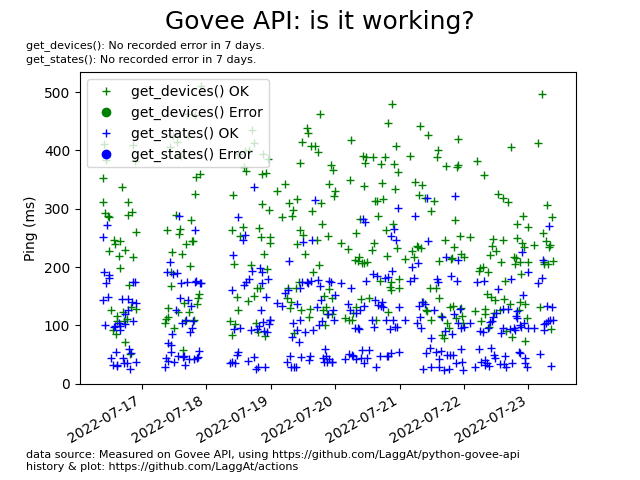 Govee API: is it working?
get_devices(): No recorded error in 7 days.
get_states(): No recorded error in 7 days.
get_devices() OK
get_devices() Error
get_states() OK
get_states() Error
Ping (ms)
500
400
300
200
100
0
2022-07-17
2022-07-18
2022-07-19
2022-07-20
2022-07-21
2022-07-22
2022-07-23
data source: Measured on Govee API, using https://github.com/LaggAt/python-govee-api
history & plot: https://github.com/LaggAt/actions